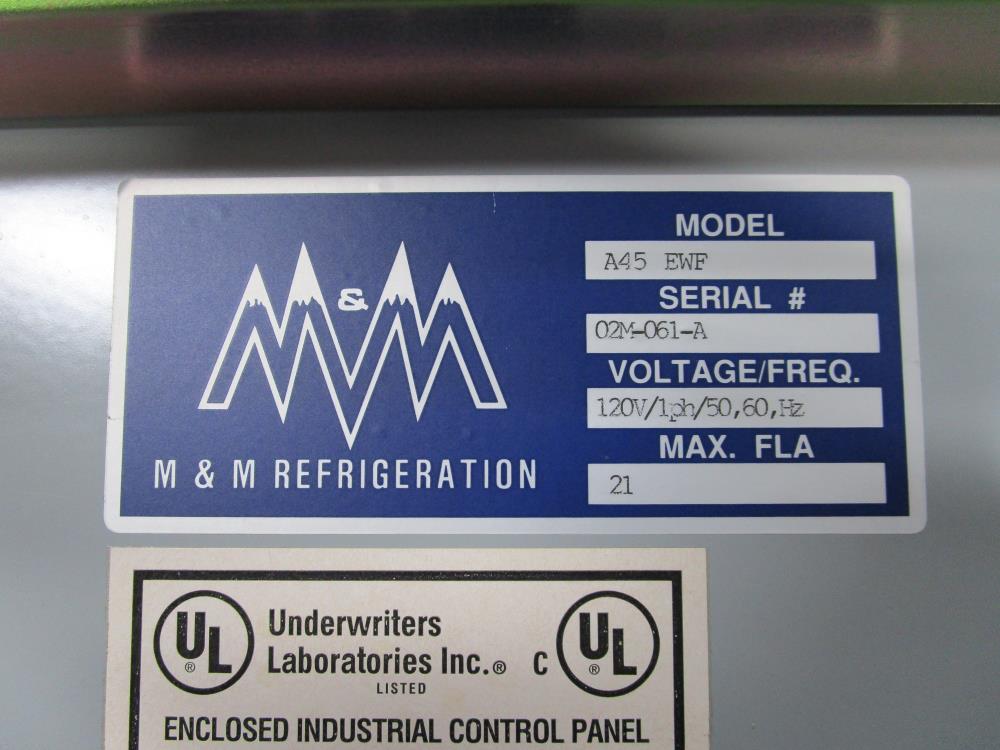 M&M
M & M REFRIGERATION
MODEL
A45 EWF
SERIAL #
02M-061-A
VOLTAGE/FREQ.
120V/1ph/50,60,Hz
MAX. FLA
21
UL ® Underwriters Laboratories Inc.® C UL ®
LISTED
ENCLOSED INDUSTRIAL CONTROL PANEL